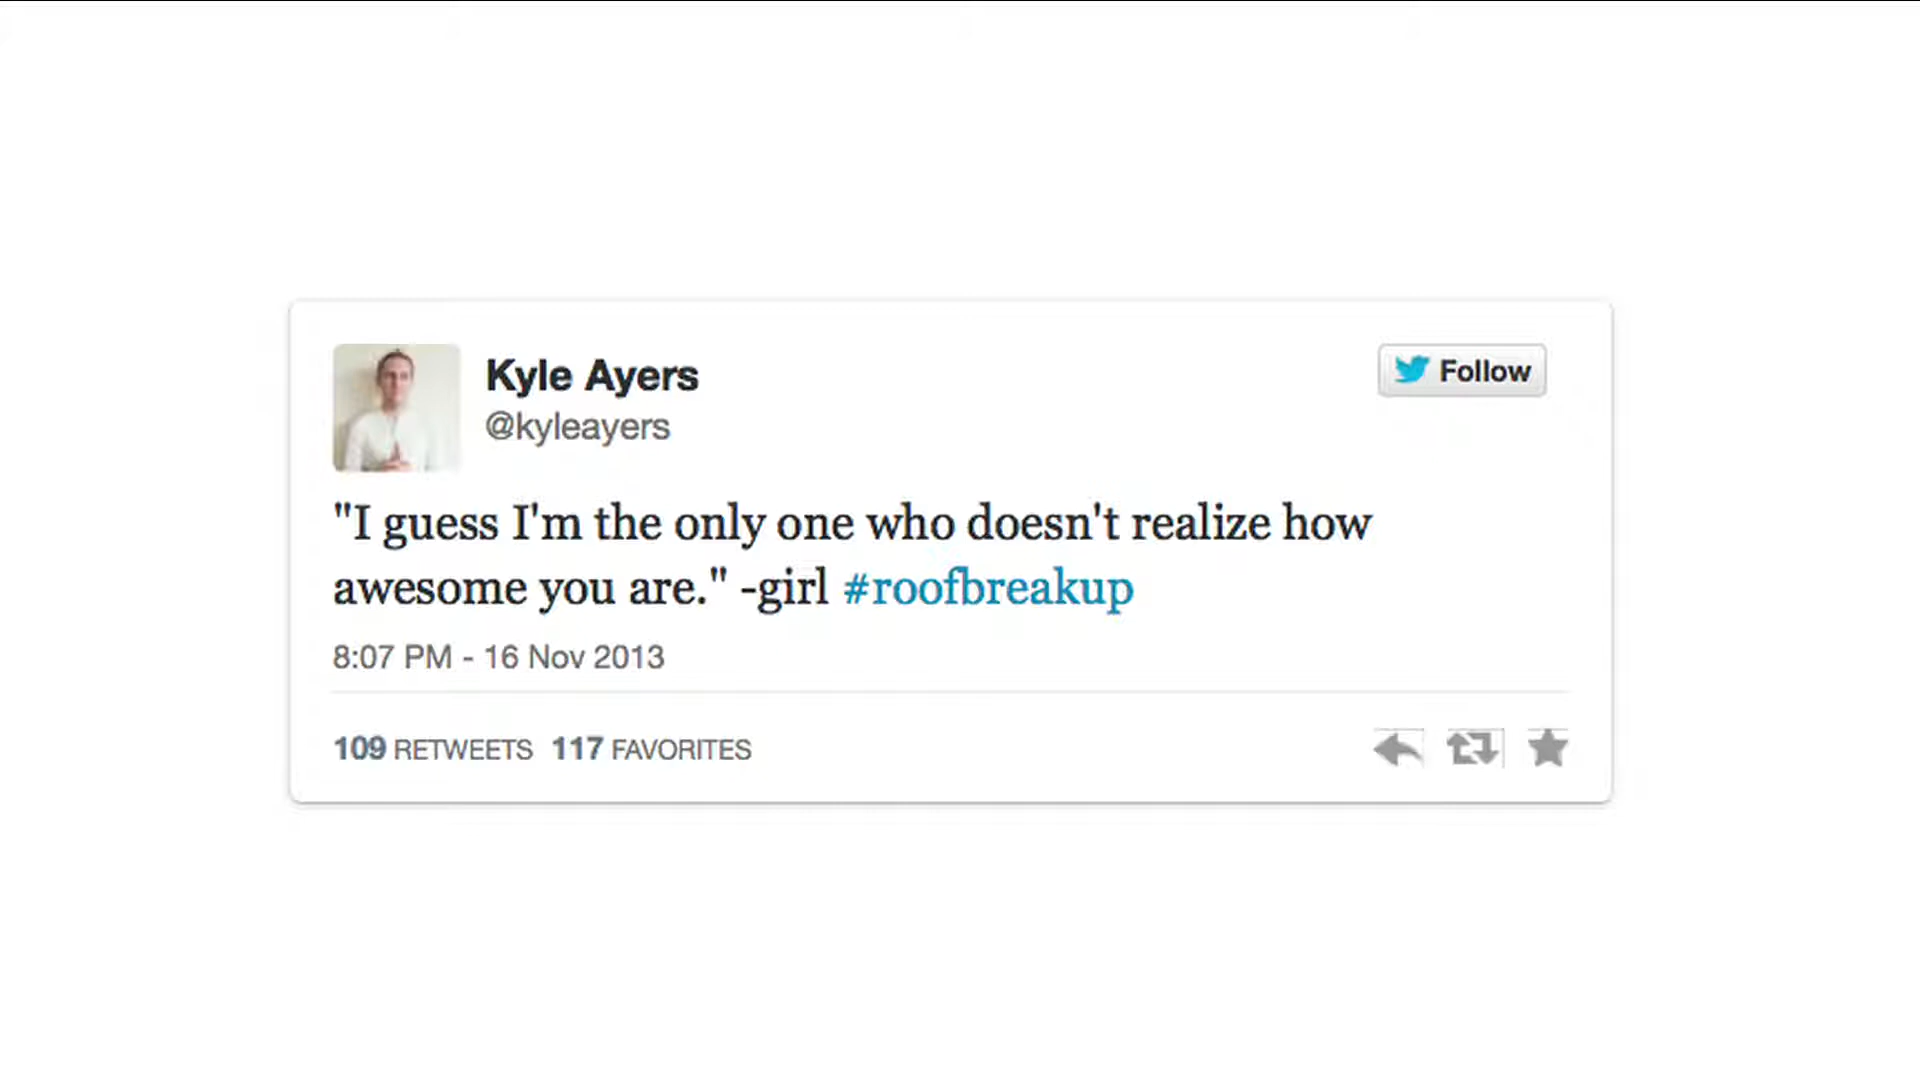 Kyle Ayers
@kyleayers
Follow
"I guess I'm the only one who doesn't realize how
awesome you are." -girl #roofbreakup
8:07 PM - 16 Nov 2013
109 RETWEETS 117 FAVORITES